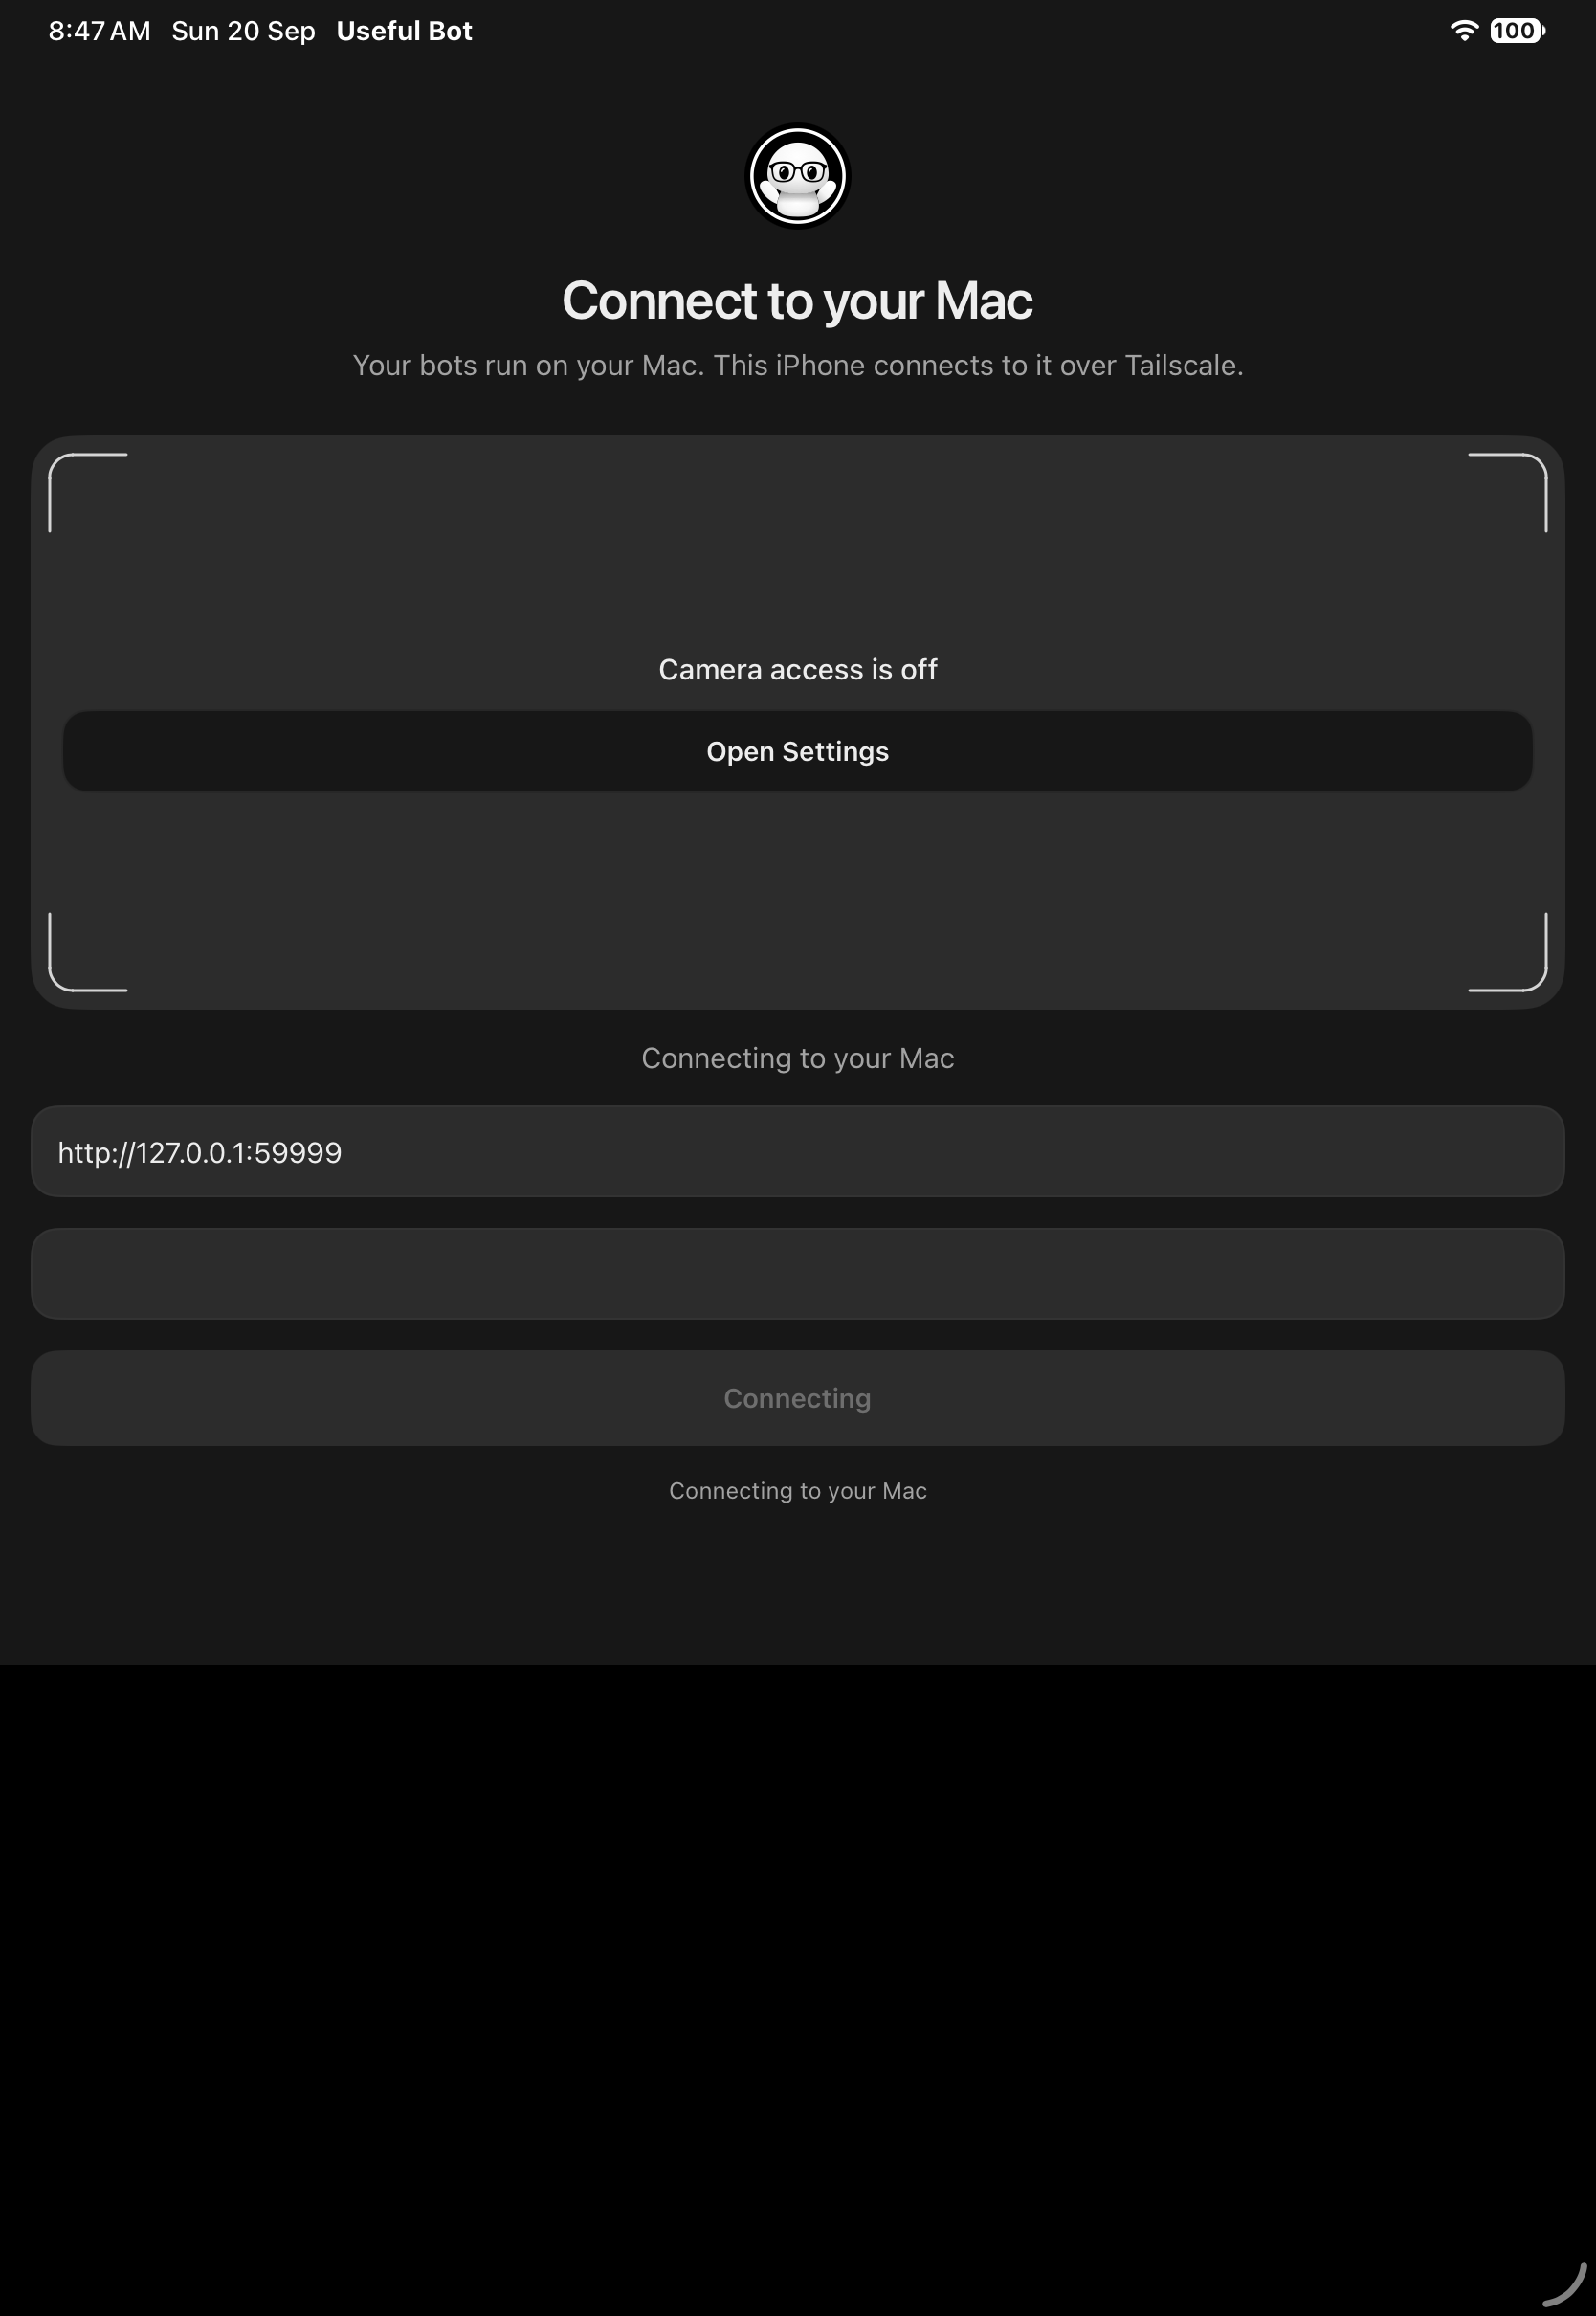 8:47 AM Sun 20 Sep Useful Bot
100
Connect to your Mac
Your bots run on your Mac. This iPhone connects to it over Tailscale.
Camera access is off
Open Settings
Connecting to your Mac
http://127.0.0.1:59999
Connecting
Connecting to your Mac